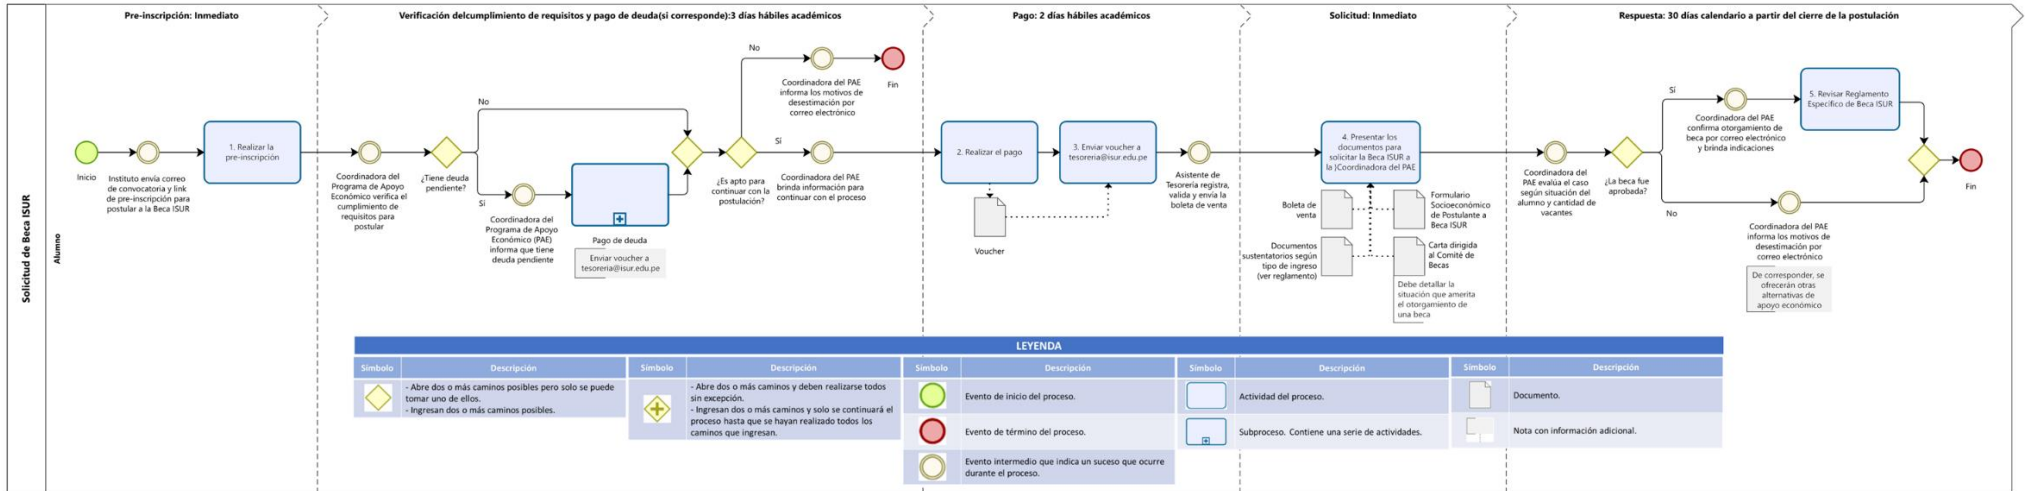 Pre-inscripción: Inmediato
Verificación delcumplimiento de requisitos y pago de deuda(si corresponde):3 días hábiles académicos
Pago: 2 días hábiles académicos
Solicitud: Inmediato
Respuesta: 30 días calendario a partir del cierre de la postulación
Solicitud de Beca ISUR
Alumno
Inicio
Instituto envía correo
de convocatoria y link
de pre-inscripción para
postular a la Beca ISUR
1. Realizar la
pre-inscripción
Coordinadora del
Programa de Apoyo
Económico verifica el
cumplimiento de
requisitos para
postular
¿Tiene deuda
pendiente?
No
Sí
Coordinadora del
Programa de Apoyo
Económico (PAE)
informa que tiene
deuda pendiente
Pago de deuda
Enviar voucher a
tesoreria@isur.edu.pe
¿Es apto para
continuar con la
postulación?
No
Coordinadora del PAE
informa los motivos de
desestimación por
correo electrónico
Fin
Sí
Coordinadora del PAE
brinda información para
continuar con el proceso
2. Realizar el pago
Voucher
3. Enviar voucher a
tesoreria@isur.edu.pe
Asistente de
Tesorería registra,
valida y envia la
boleta de venta
4. Presentar los
documentos para
solicitar la Beca ISUR a
la )Coordinadora del PAE
Boleta de
venta
Formulario
Socioeconómico
de Postulante a
Beca ISUR
Documentos
sustentatorios según
tipo de ingreso
(ver reglamento)
Carta dirigida
al Comité de
Becas
Debe detallar la
situación que amerita
el otorgamiento de
una beca
Coordinadora del
PAE evalúa el caso
según situación del
alumno y cantidad de
vacantes
¿La beca fue
aprobada?
Sí
Coordinadora del PAE
confirma otorgamiento de
beca por correo electrónico
y brinda indicaciones
5. Revisar Reglamento
Específico de Beca ISUR
No
Coordinadora del PAE
informa los motivos de
desestimación por
correo electrónico
De corresponder, se
ofrecerán otras
alternativas de
apoyo económico
Fin
LEYENDA
Símbolo
Descripción
- Abre dos o más caminos posibles pero solo se puede
tomar uno de ellos.
- Ingresan dos o más caminos posibles.
Símbolo
Descripción
- Abre dos o más caminos y deben realizarse todos
sin excepción.
- Ingresan dos o más caminos y solo se continuará el
proceso hasta que se hayan realizado todos los
caminos que ingresan.
Símbolo
Descripción
Evento de inicio del proceso.
Evento de término del proceso.
Evento intermedio que indica un suceso que ocurre
durante el proceso.
Símbolo
Descripción
Actividad del proceso.
Subproceso. Contiene una serie de actividades.
Símbolo
Descripción
Documento.
Nota con información adicional.